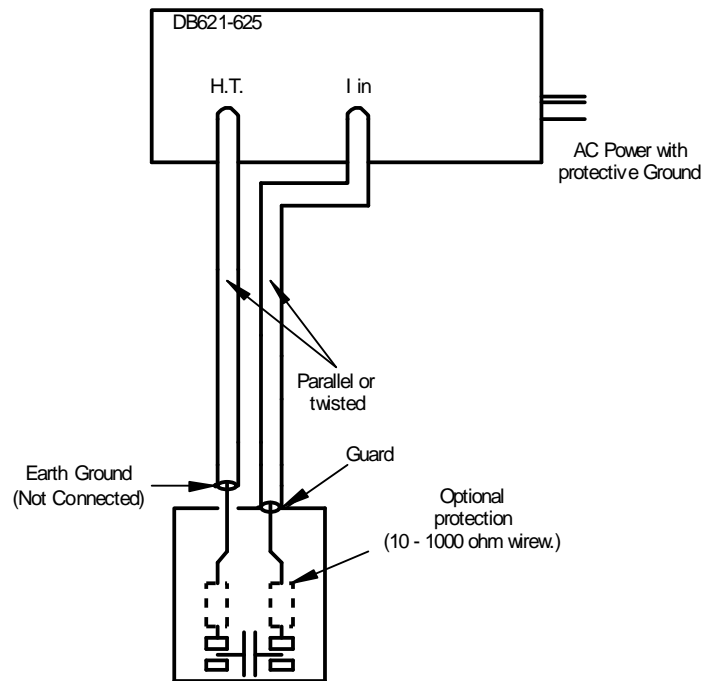 DB621-625
H.T.
I in
AC Power with
protective Ground
Parallel or
twisted
Guard
Earth Ground
(Not Connected)
Optional
protection
(10 - 1000 ohm wirew.)